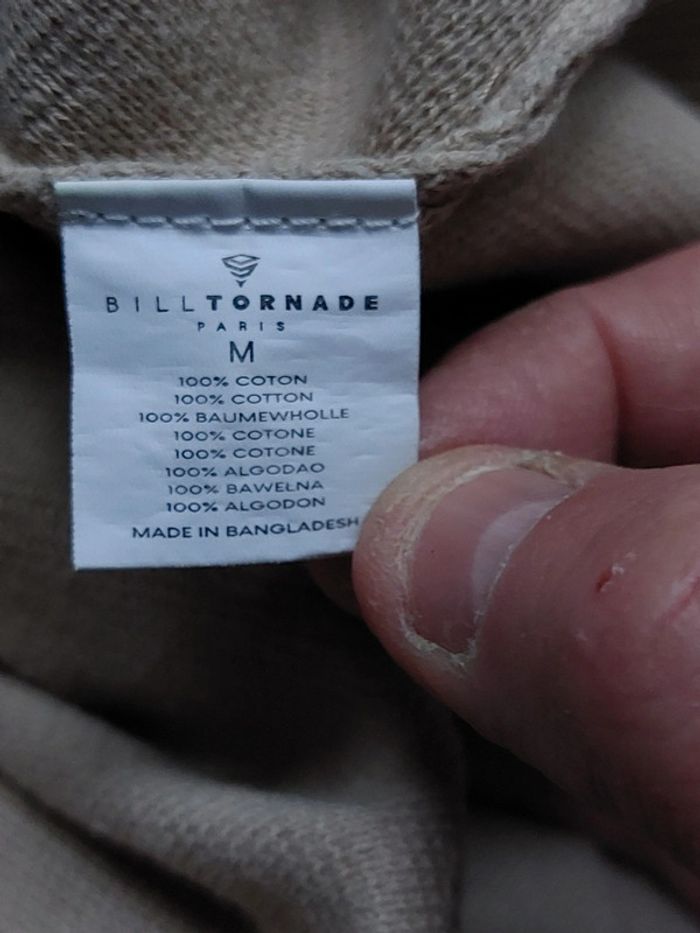 BILLTORNADE
PARIS
M
100% COTON
100% COTTON
100% BAUMEWHOLLE
100% COTONE
100% COTONE
100% ALGODAO
100% BAWEŁNA
100% ALGODON
MADE IN BANGLADESH